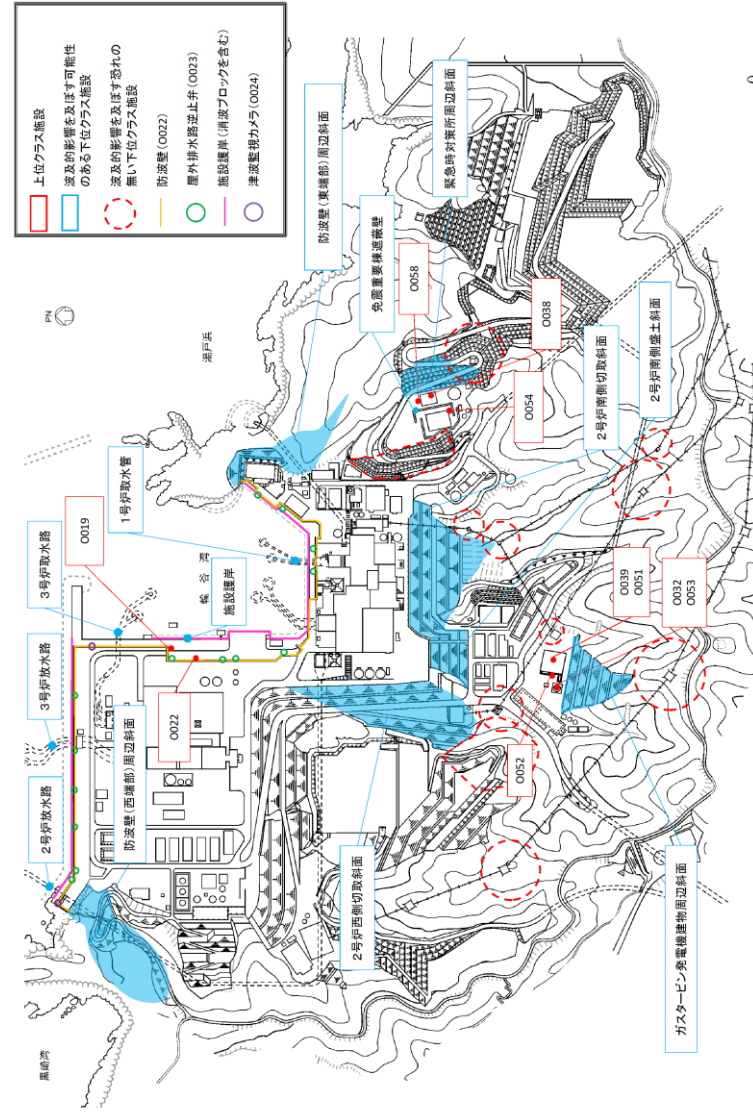 上位クラス施設
波及的影響を及ぼす可能性
のある下位クラス施設
波及的影響を及ぼす恐れの
無い下位クラス施設
防波壁(O022)
屋外排水路逆止弁(O023)
施設護岸(消波ブロックを含む)
津波監視カメラ(O024)
PN
黒崎湾
2号炉放水路
3号炉放水路
3号炉取水路
O019
1号炉取水管
湯戸浜
防波壁(東端部)周辺斜面
輪谷湾
施設護岸
O022
防波壁(西端部)周辺斜面
免震重要棟遮蔽壁
O058
緊急時対策所周辺斜面
O038
O054
2号炉南側切取斜面
2号炉南側盛土斜面
2号炉西側切取斜面
O052
O039
O051
O032
O053
ガスタービン発電機建物周辺斜面